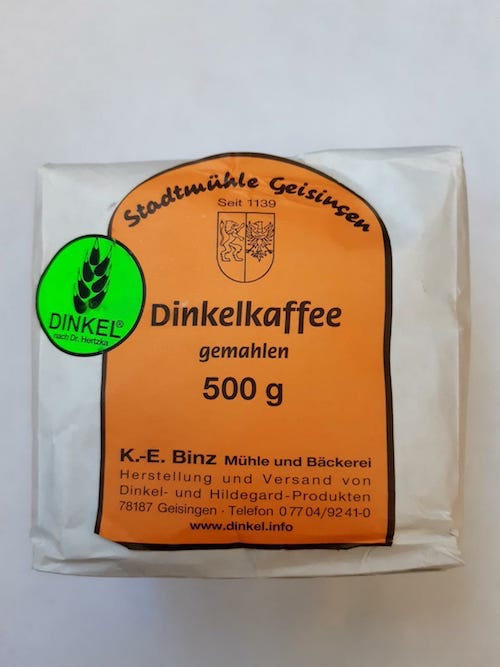 Stadtmühle Geisingen
Seit 1139
DINKEL®
nach Dr. Hertzka
Dinkelkaffee
gemahlen
500 g
K.-E. Binz Mühle und Bäckerei
Herstellung und Versand von
Dinkel- und Hildegard-Produkten
78187 Geisingen · Telefon 0 77 04/92 41-0
www.dinkel.info